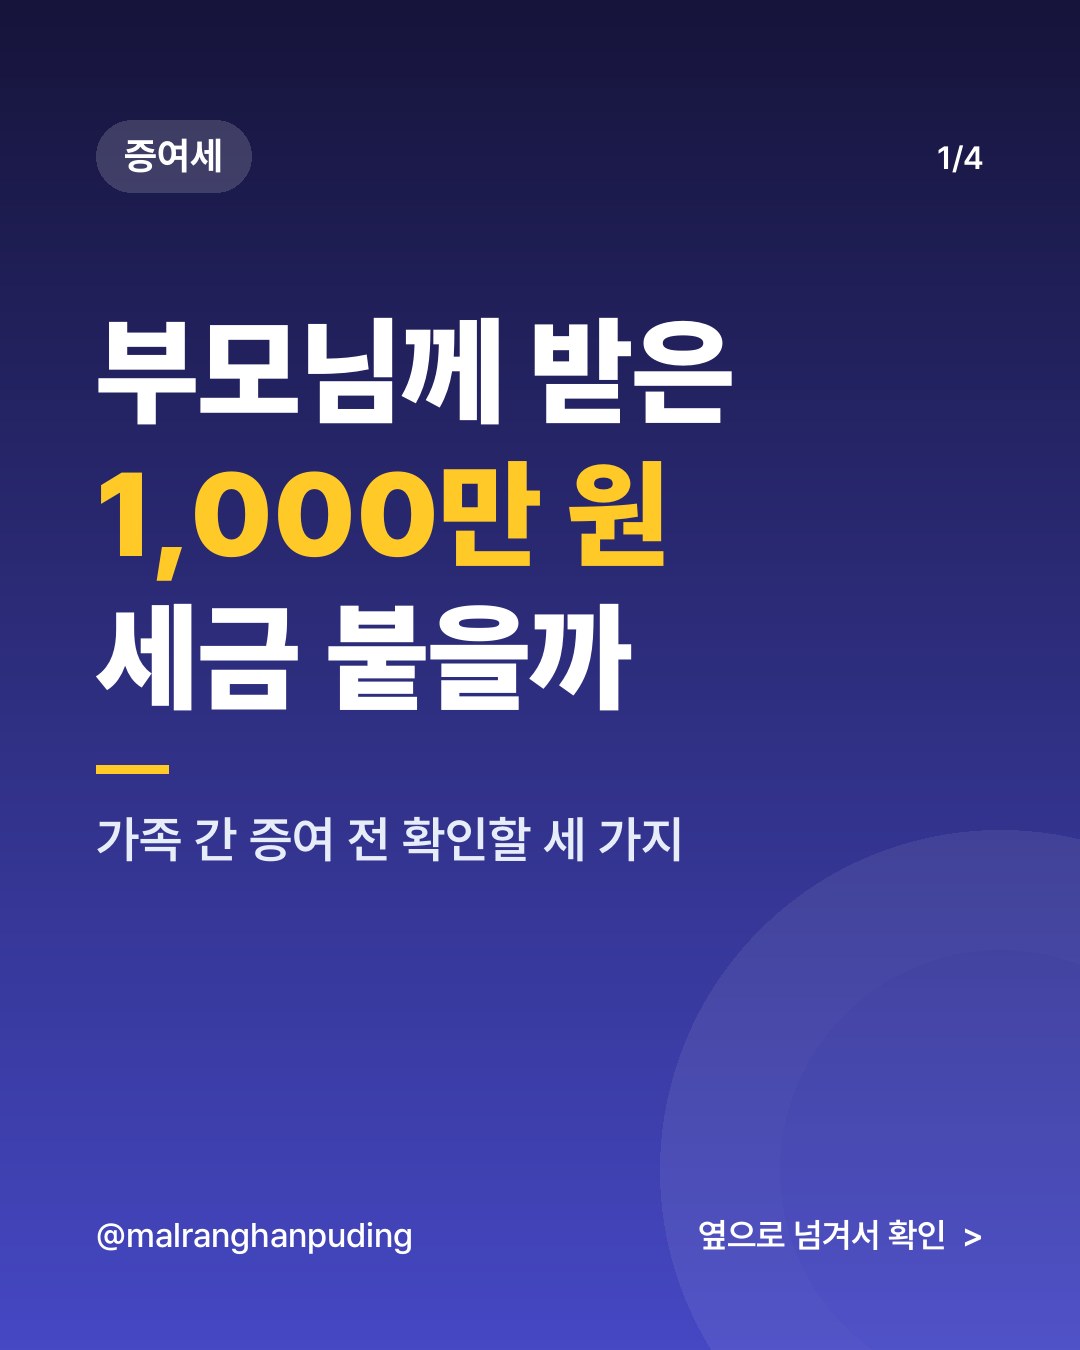 증여세
1/4
부모님께 받은
1,000만 원
세금 붙을까
가족 간 증여 전 확인할 세 가지
@malranghanpuding
옆으로 넘겨서 확인 >